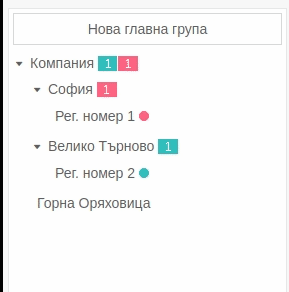 Нова главна група
Компания 1 1
София 1
Рег. номер 1
Велико Търново 1
Рег. номер 2
Горна Оряховица